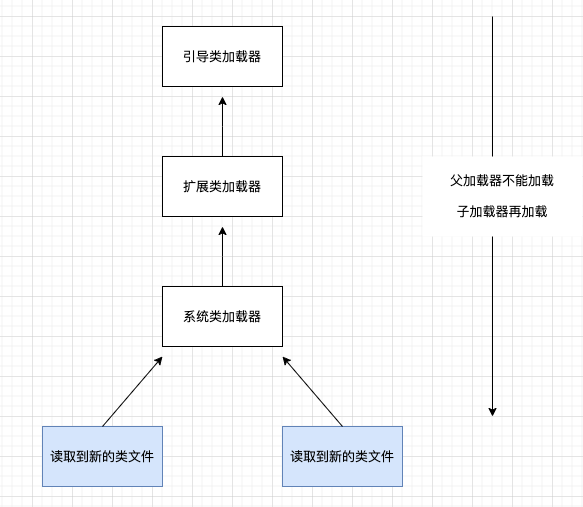 引导类加载器
扩展类加载器
父加载器不能加载
子加载器再加载
系统类加载器
读取到新的类文件
读取到新的类文件